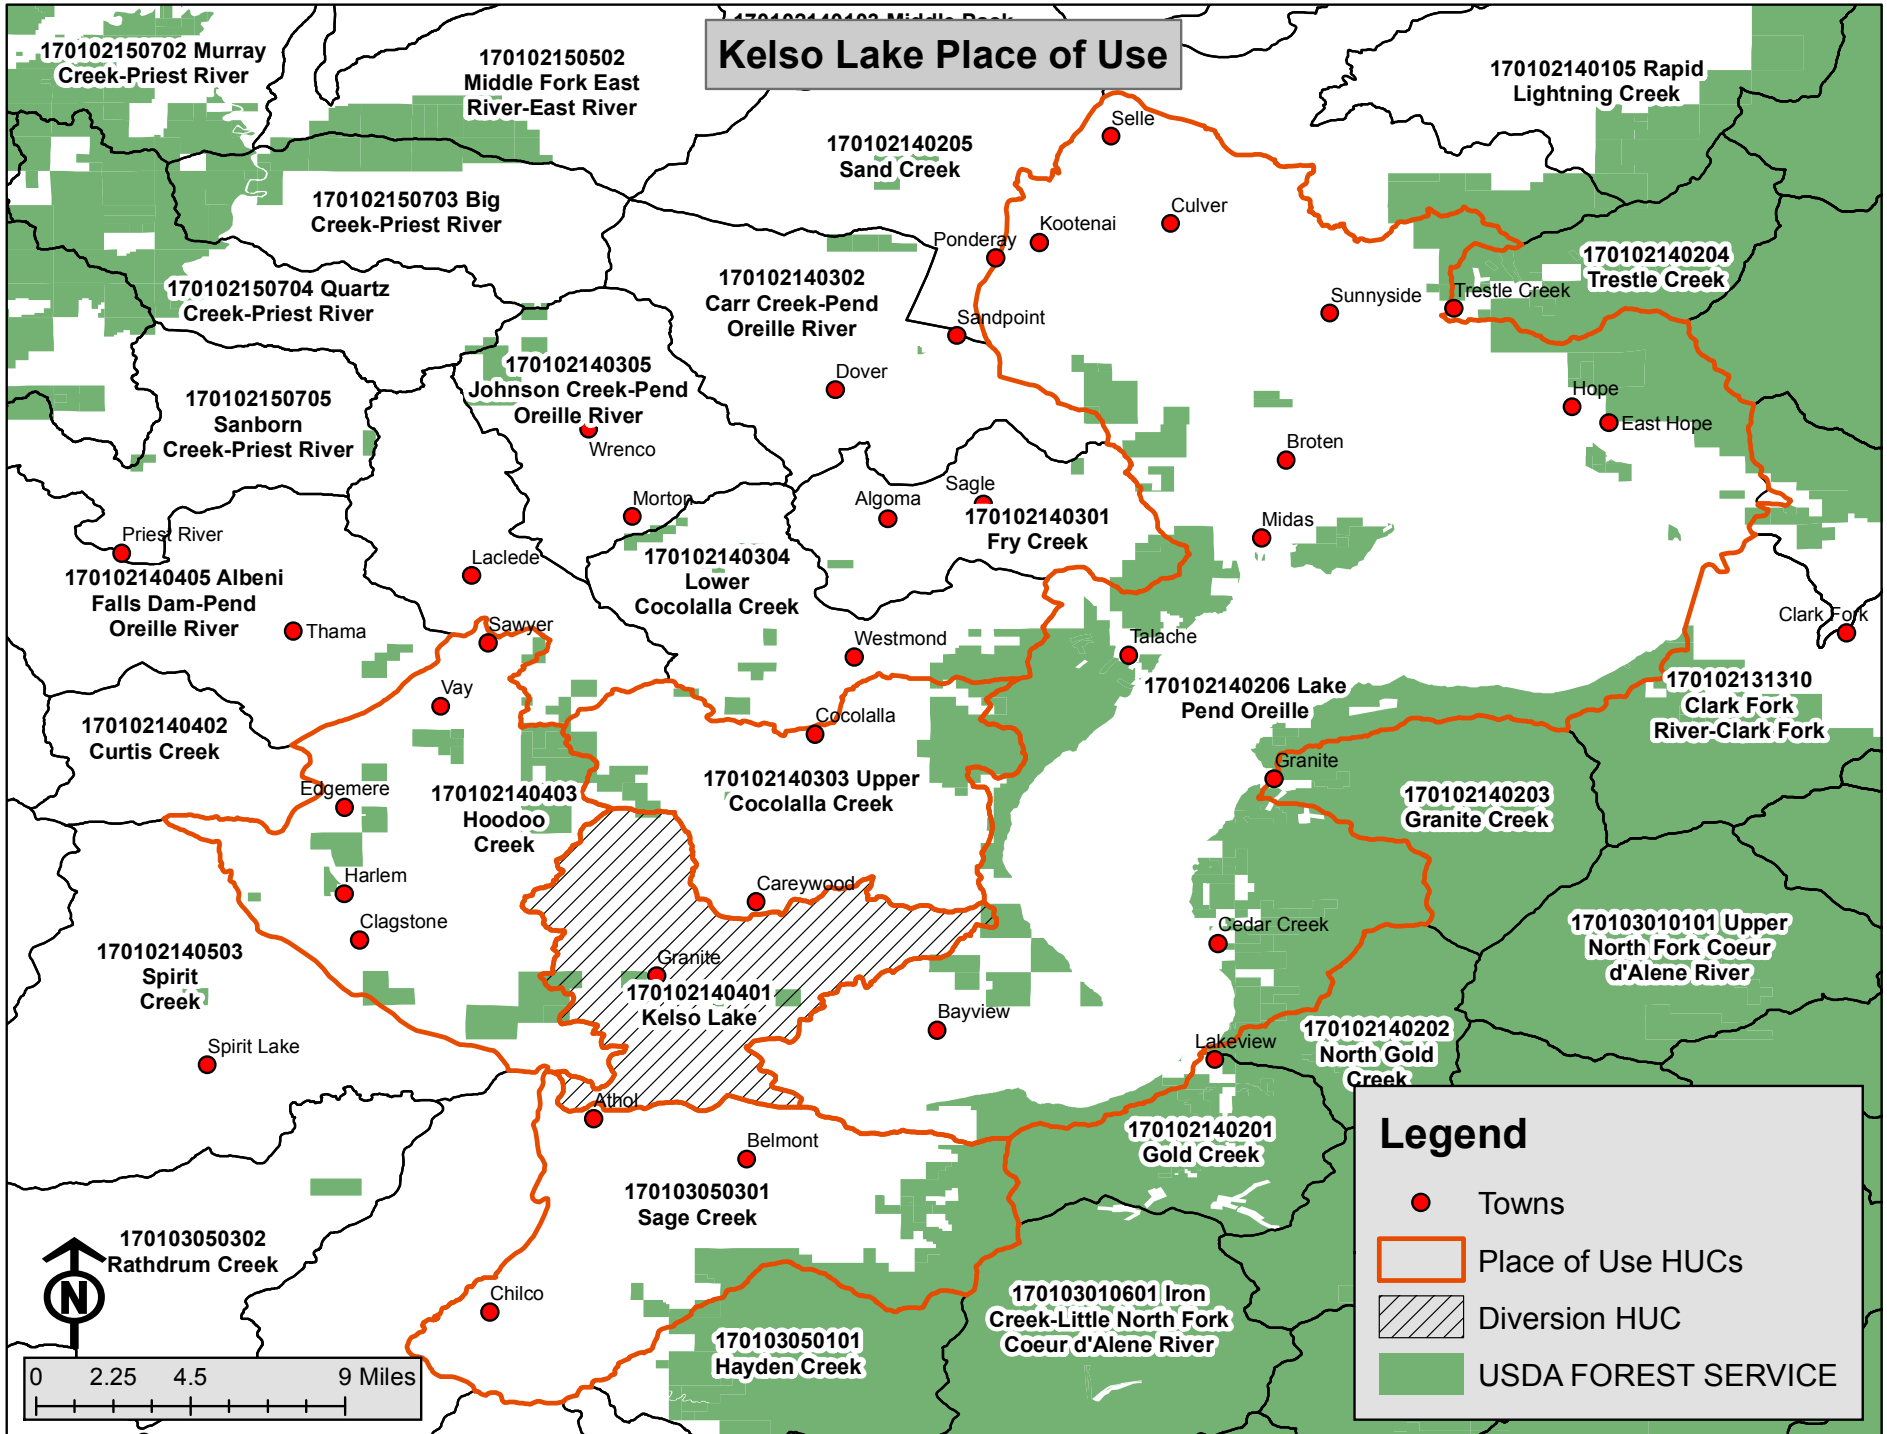 170102140102 Middle Pack
Kelso Lake Place of Use
170102150702 Murray
Creek-Priest River
170102150502
Middle Fork East
River-East River
170102140105 Rapid
Lightning Creek
Selle
170102140205
Sand Creek
170102150703 Big
Creek-Priest River
Culver
Kootenai
Ponderay
170102140204
Trestle Creek
170102140302
Carr Creek-Pend
Oreille River
170102150704 Quartz
Creek-Priest River
Sunnyside
Trestle Creek
Sandpoint
170102140305
Johnson Creek-Pend
Oreille River
Wrenco
Dover
170102150705
Sanborn
Creek-Priest River
Hope
East Hope
Broten
Morton
Algoma
Sagle
170102140301
Fry Creek
Midas
Priest River
170102140405 Albeni
Falls Dam-Pend
Oreille River
Laclede
170102140304
Lower
Cocolalla Creek
Thama
Sawyer
Westmond
Talache
Clark Fork
170102131310
Clark Fork
River-Clark Fork
Vay
170102140206 Lake
Pend Oreille
170102140402
Curtis Creek
Cocolalla
Granite
Edgemere
170102140403
Hoodoo
Creek
170102140303 Upper
Cocolalla Creek
170102140203
Granite Creek
Harlem
Careywood
Clagstone
Cedar Creek
170103010101 Upper
North Fork Coeur
d'Alene River
170102140503
Spirit
Creek
Granite
170102140401
Kelso Lake
Bayview
170102140202
North Gold
Creek
Spirit Lake
Lakeview
Athol
Belmont
170102140201
Gold Creek
170103050301
Sage Creek
170103050302
Rathdrum Creek
Chilco
170103010601 Iron
Creek-Little North Fork
Coeur d'Alene River
170103050101
Hayden Creek
N
0 2.25 4.5 9 Miles
Legend
Towns
Place of Use HUCs
Diversion HUC
USDA FOREST SERVICE